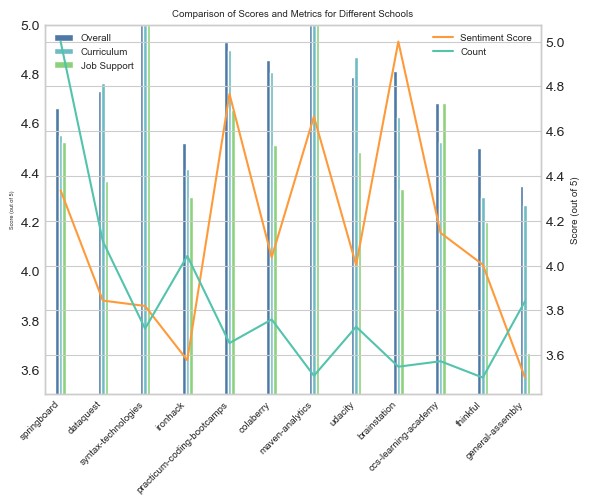 Comparison of Scores and Metrics for Different Schools
Overall
Curriculum
Job Support
Sentiment Score
Count
5.0
4.8
4.6
4.4
4.2
4.0
3.8
3.6
Score (out of 5)
5.0
4.8
4.6
4.4
4.2
4.0
3.8
3.6
Score (out of 5)
springboard
dataquest
syntax-technologies
ironhack
practicum-coding-bootcamps
colaberry
maven-analytics
udacity
brainstation
ccs-learning-academy
thinkful
general-assembly